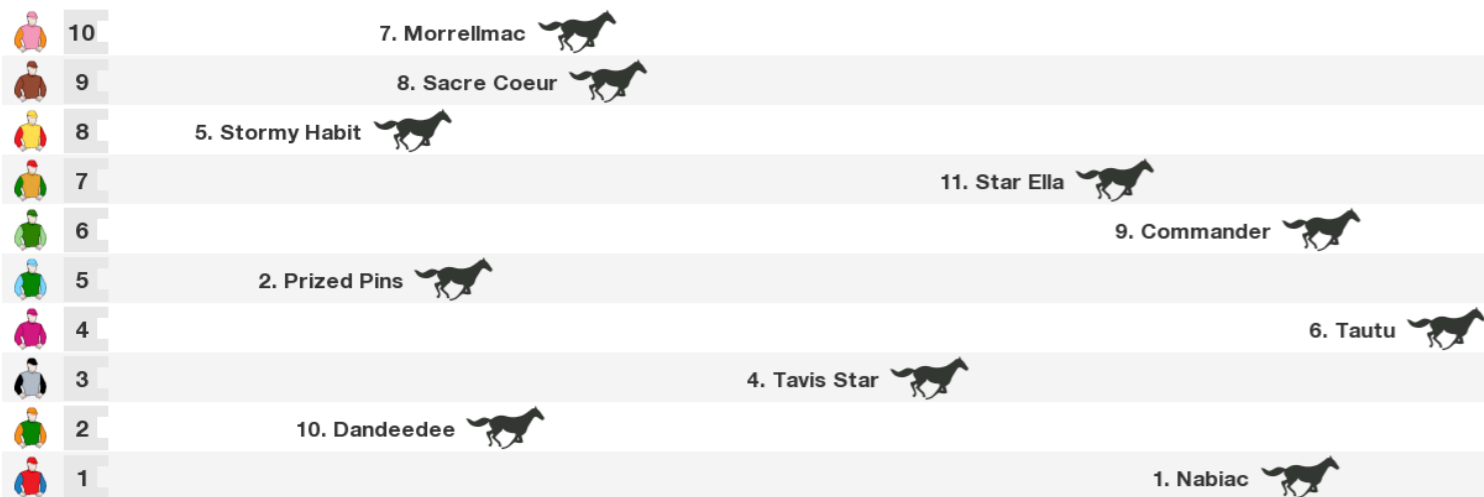 10 7. Morrellmac
9 8. Sacre Coeur
8 5. Stormy Habit
7 11. Star Ella
6 9. Commander
5 2. Prized Pins
4 6. Tautu
3 4. Tavis Star
2 10. Dandeedee
1 1. Nabiac